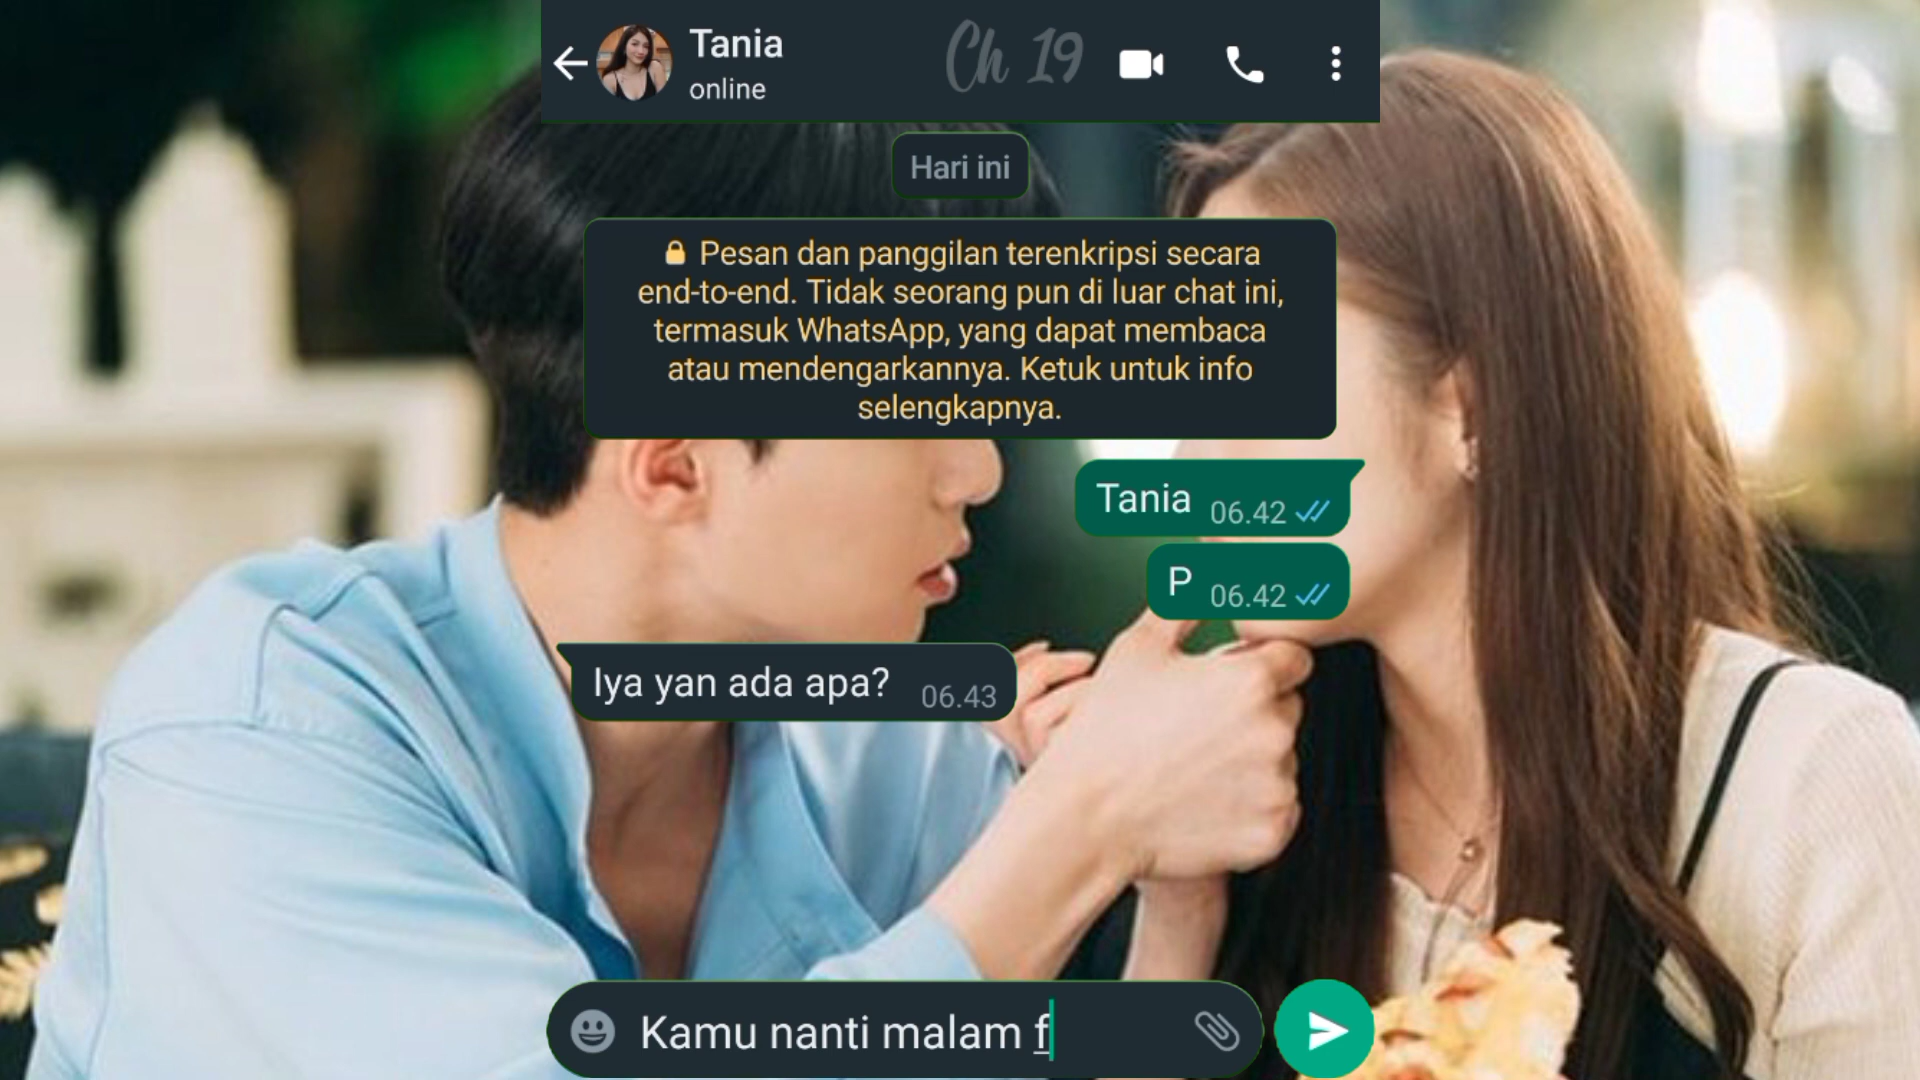 Tania
online
Ch 19
Hari ini
Pesan dan panggilan terenkripsi secara
end-to-end. Tidak seorang pun di luar chat ini,
termasuk WhatsApp, yang dapat membaca
atau mendengarkannya. Ketuk untuk info
selengkapnya.
Tania 06.42
P 06.42
Iya yan ada apa? 06.43
Kamu nanti malam f